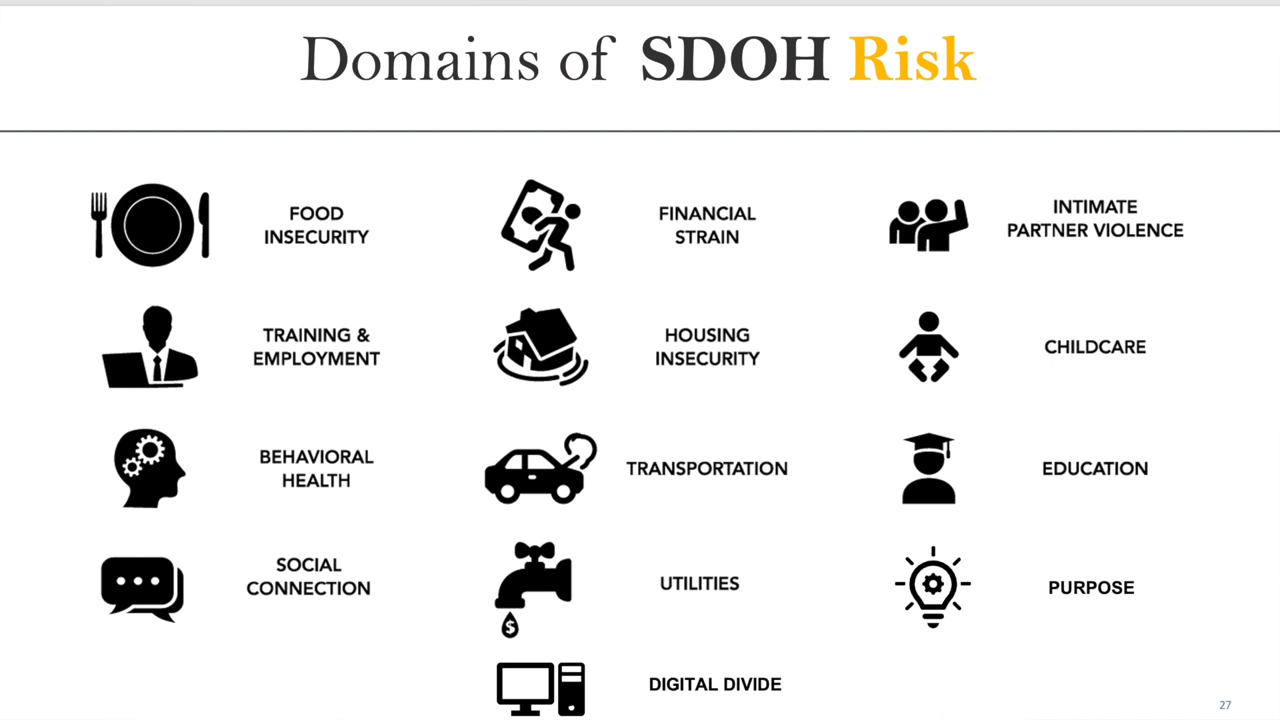 Domains of SDOH Risk
FOOD
INSECURITY
FINANCIAL
STRAIN
INTIMATE
PARTNER VIOLENCE
TRAINING &
EMPLOYMENT
HOUSING
INSECURITY
CHILDCARE
BEHAVIORAL
HEALTH
TRANSPORTATION
EDUCATION
SOCIAL
CONNECTION
UTILITIES
$
PURPOSE
DIGITAL DIVIDE
27